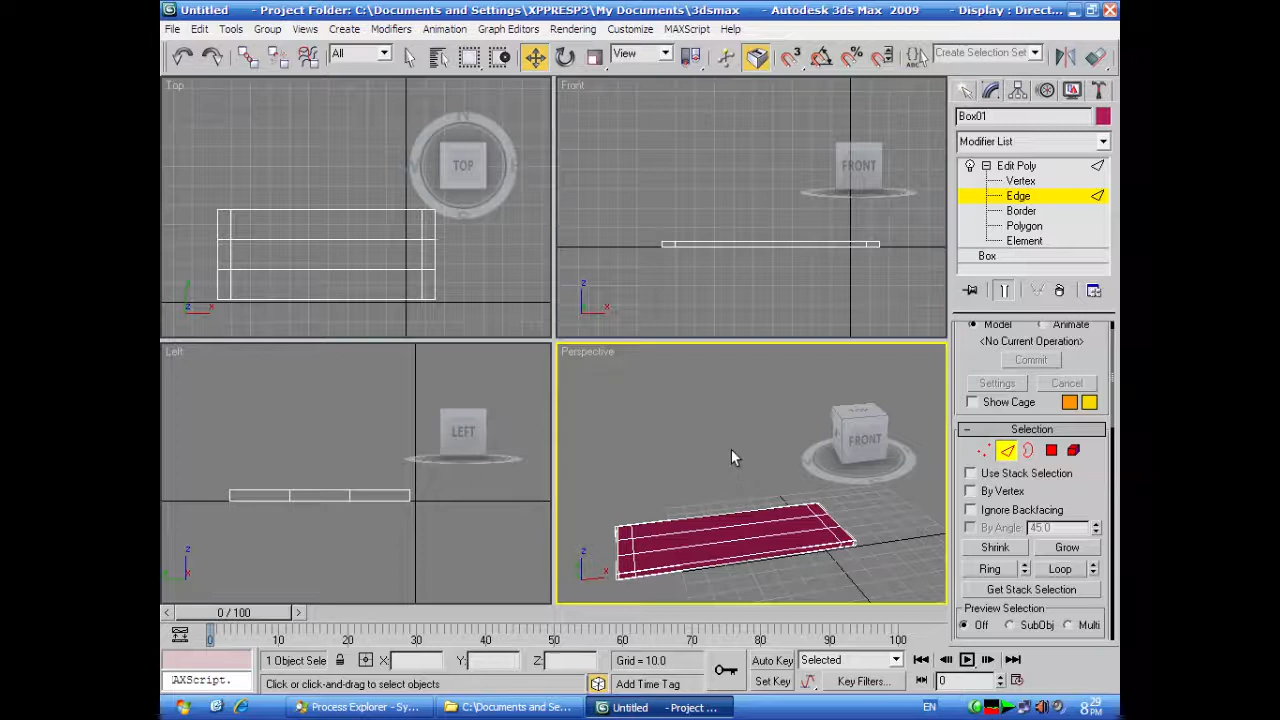 Untitled - Project Folder: C:\Documents and Settings\XPPRESP3\My Documents\3dsmax - Autodesk 3ds Max 2009 - Display : Direct...
File Edit Tools Group Views Create Modifiers Animation Graph Editors Rendering Customize MAXScript Help
All View 3 % ABC Create Selection Set
Top
TOP
Front
FRONT
z x
z x
Left
LEFT
z x
Perspective
FRONT
z x
Box01
Modifier List
Edit Poly
Vertex
Edge
Border
Polygon
Element
Box
Model Animate
<No Current Operation>
Commit
Settings Cancel
Show Cage
- Selection
Use Stack Selection
By Vertex
Ignore Backfacing
By Angle: 45.0
Shrink Grow
Ring Loop
Get Stack Selection
Preview Selection
Off SubObj Multi
< 0 / 100 >
0 10 20 30 40 50 60 70 80 90 100
1 Object Sele X: Y: Z: Grid = 10.0 Auto Key Selected
AXScript. Click or click-and-drag to select objects Add Time Tag Set Key Key Filters... 0
Process Explorer - Sy... C:\Documents and Se... Untitled - Project ... EN 8:29 PM